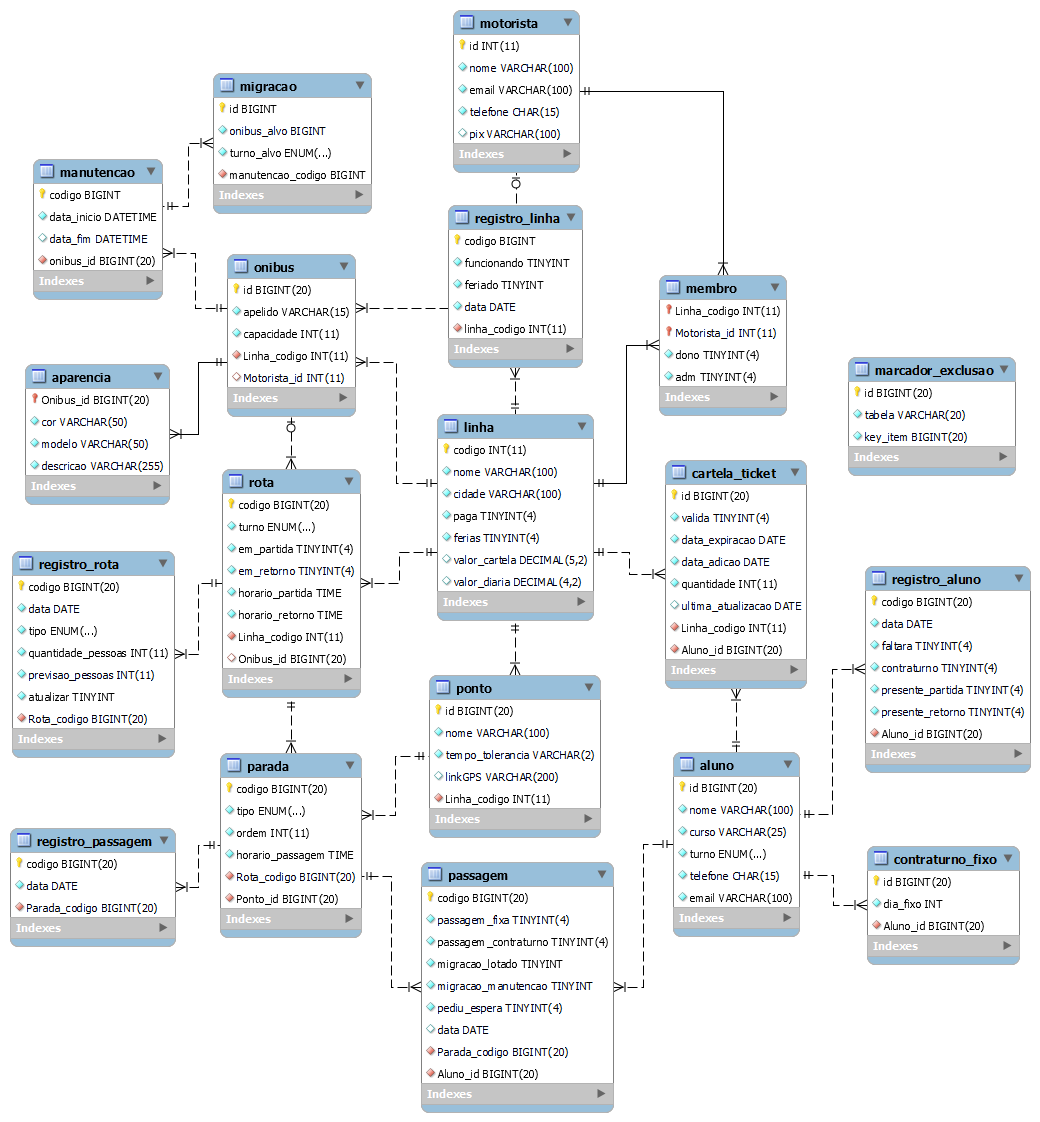 motorista
id INT(11)
nome VARCHAR(100)
email VARCHAR(100)
telefone CHAR(15)
pix VARCHAR(100)
Indexes
migracao
id BIGINT
onibus_alvo BIGINT
turno_alvo ENUM(...)
manutencao_codigo BIGINT
Indexes
manutencao
codigo BIGINT
data_inicio DATETIME
data_fim DATETIME
onibus_id BIGINT(20)
Indexes
registro_linha
codigo BIGINT
funcionando TINYINT
feriado TINYINT
data DATE
linha_codigo INT(11)
Indexes
onibus
id BIGINT(20)
apelido VARCHAR(15)
capacidade INT(11)
Linha_codigo INT(11)
Motorista_id INT(11)
Indexes
membro
Linha_codigo INT(11)
Motorista_id INT(11)
dono TINYINT(4)
adm TINYINT(4)
Indexes
marcador_exclusao
id BIGINT(20)
tabela VARCHAR(20)
key_item BIGINT(20)
Indexes
aparencia
Onibus_id BIGINT(20)
cor VARCHAR(50)
modelo VARCHAR(50)
descricao VARCHAR(255)
Indexes
linha
codigo INT(11)
nome VARCHAR(100)
cidade VARCHAR(100)
paga TINYINT(4)
ferias TINYINT(4)
valor_cartela DECIMAL(5,2)
valor_diaria DECIMAL(4,2)
Indexes
cartela_ticket
id BIGINT(20)
valida TINYINT(4)
data_expiracao DATE
data_adicao DATE
quantidade INT(11)
ultima_atualizacao DATE
Linha_codigo INT(11)
Aluno_id BIGINT(20)
Indexes
rota
codigo BIGINT(20)
turno ENUM(...)
em_partida TINYINT(4)
em_retorno TINYINT(4)
horario_partida TIME
horario_retorno TIME
Linha_codigo INT(11)
Onibus_id BIGINT(20)
Indexes
registro_rota
codigo BIGINT(20)
data DATE
tipo ENUM(...)
quantidade_pessoas INT(11)
previsao_pessoas INT(11)
atualizar TINYINT
Rota_codigo BIGINT(20)
Indexes
registro_aluno
codigo BIGINT(20)
data DATE
faltara TINYINT(4)
contraturno TINYINT(4)
presente_partida TINYINT(4)
presente_retorno TINYINT(4)
Aluno_id BIGINT(20)
Indexes
ponto
id BIGINT(20)
nome VARCHAR(100)
tempo_tolerancia VARCHAR(2)
linkGPS VARCHAR(200)
Linha_codigo INT(11)
Indexes
parada
codigo BIGINT(20)
tipo ENUM(...)
ordem INT(11)
horario_passagem TIME
Rota_codigo BIGINT(20)
Ponto_id BIGINT(20)
Indexes
aluno
id BIGINT(20)
nome VARCHAR(100)
curso VARCHAR(25)
turno ENUM(...)
telefone CHAR(15)
email VARCHAR(100)
Indexes
registro_passagem
codigo BIGINT(20)
data DATE
Parada_codigo BIGINT(20)
Indexes
contraturno_fixo
id BIGINT(20)
dia_fixo INT
Aluno_id BIGINT(20)
Indexes
passagem
codigo BIGINT(20)
passagem_fixa TINYINT(4)
passagem_contraturno TINYINT(4)
migracao_lotado TINYINT
migracao_manutencao TINYINT
pediu_espera TINYINT(4)
data DATE
Parada_codigo BIGINT(20)
Aluno_id BIGINT(20)
Indexes